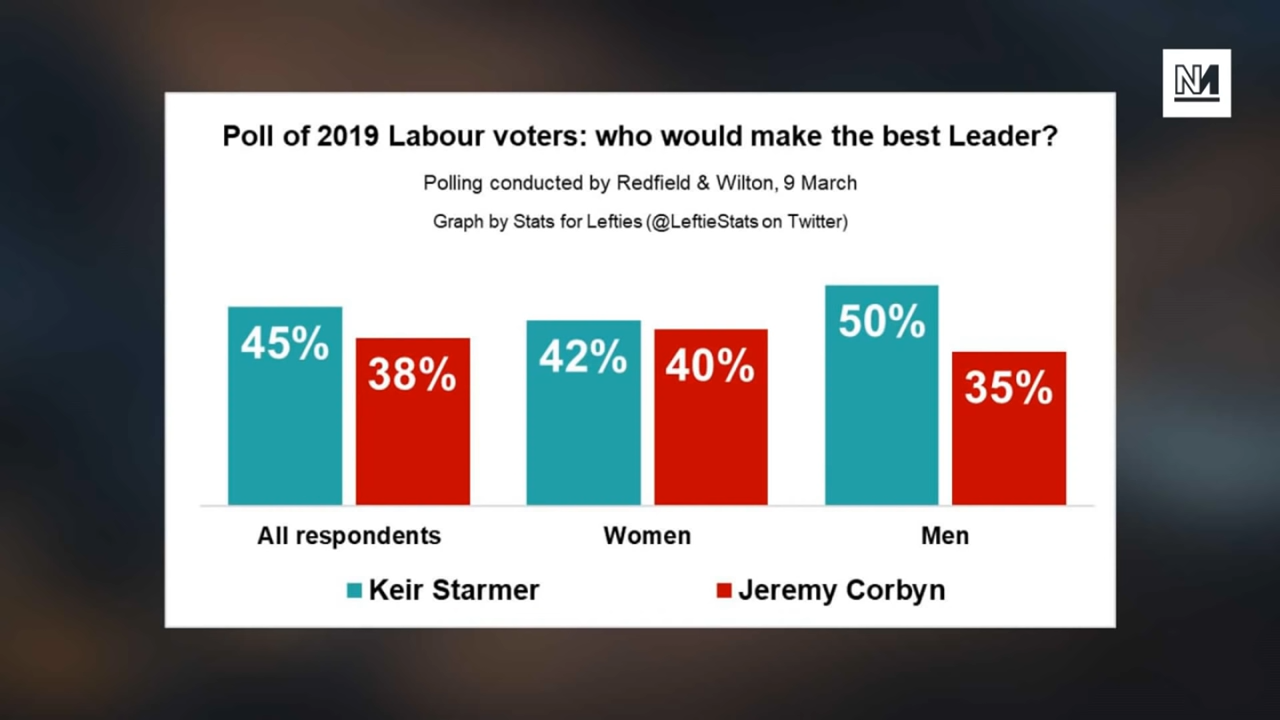 NM
Poll of 2019 Labour voters: who would make the best Leader?
Polling conducted by Redfield & Wilton, 9 March
Graph by Stats for Lefties (@LeftieStats on Twitter)
45%
38%
42%
40%
50%
35%
All respondents
Women
Men
Keir Starmer
Jeremy Corbyn